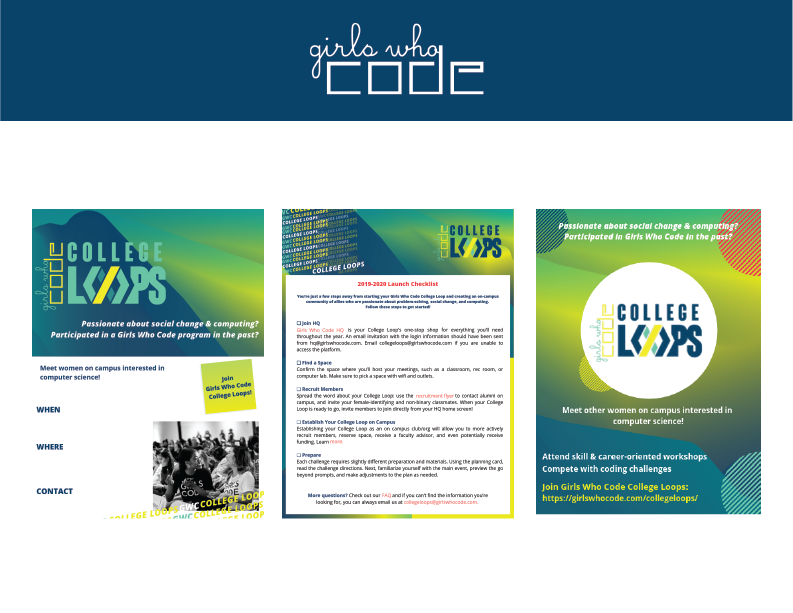 girls who
code
COLLEGE
LOOPS
girls who
CODE
Passionate about social change & computing?
Participated in a Girls Who Code program in the past?
Meet women on campus interested in
computer science!
Join
Girls Who Code
College Loops!
WHEN
WHERE
CONTACT
COLLEGE LOOPS
GWC COLLEGE LOOPS
COLLEGE LOOPS
GWC COLLEGE LOOPS
COLLEGE LOOPS
COLLEGE
LOOPS
girls who
CODE
2019-2020 Launch Checklist
You're just a few steps away from starting your Girls Who Code College Loop and creating an on-campus
community of allies who are passionate about problem-solving, social change, and computing.
Follow these steps to get started!
❑ Join HQ
Girls Who Code HQ is your College Loop's one-stop shop for everything you'll need
throughout the year. An email invitation with the login information should have been sent
from hq@girlswhocode.com. Email collegeloops@girlswhocode.com if you are unable to
access the platform.
❑ Find a Space
Confirm the space where you'll host your meetings, such as a classroom, rec room, or
computer lab. Make sure to pick a space with wifi and outlets.
❑ Recruit Members
Spread the word about your College Loop; use the recruitment flyer to contact alumni on
campus, and invite your female-identifying and non-binary classmates. When your College
Loop is ready to go, invite members to join directly from your HQ home screen!
❑ Establish Your College Loop on Campus
Establishing your College Loop as an on campus club/org will allow you to more actively
recruit members, reserve space, receive a faculty advisor, and even potentially receive
funding. Learn more
❑ Prepare
Each challenge requires slightly different preparation and materials. Using the planning card,
read the challenge directions. Next, familiarize yourself with the main event, preview the go
beyond prompts, and make adjustments to the plan as needed.
More questions? Check out our FAQ and if you can't find the information you're
looking for, you can always email us at collegeloops@girlswhocode.com.
Passionate about social change & computing?
Participated in Girls Who Code in the past?
COLLEGE
LOOPS
girls who
CODE
Meet other women on campus interested in
computer science!
Attend skill & career-oriented workshops
Compete with coding challenges
Join Girls Who Code College Loops:
https://girlswhocode.com/collegeloops/